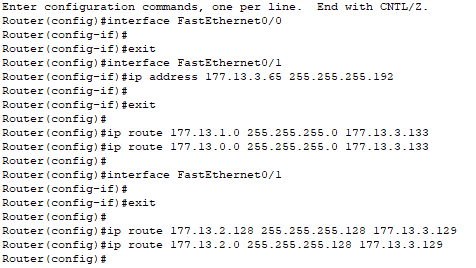 Enter configuration commands, one per line.  End with CNTL/Z.
Router(config)#interface FastEthernet0/0
Router(config-if)#
Router(config-if)#exit
Router(config)#interface FastEthernet0/1
Router(config-if)#ip address 177.13.3.65 255.255.255.192
Router(config-if)#
Router(config-if)#exit
Router(config)#
Router(config)#ip route 177.13.1.0 255.255.255.0 177.13.3.133
Router(config)#ip route 177.13.0.0 255.255.255.0 177.13.3.133
Router(config)#
Router(config)#interface FastEthernet0/1
Router(config-if)#
Router(config-if)#exit
Router(config)#
Router(config)#ip route 177.13.2.128 255.255.255.128 177.13.3.129
Router(config)#ip route 177.13.2.0 255.255.255.128 177.13.3.129
Router(config)#